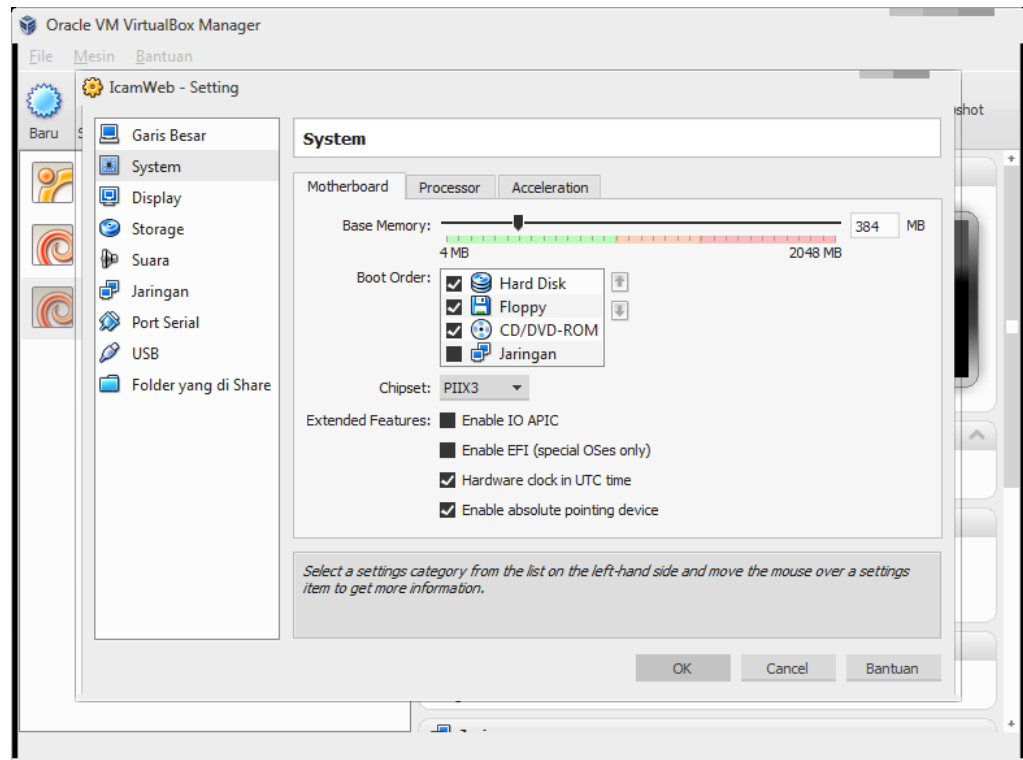 Oracle VM VirtualBox Manager
File Mesin Bantuan
IcamWeb - Setting
Baru
Garis Besar
System
Display
Storage
Suara
Jaringan
Port Serial
USB
Folder yang di Share
System
Motherboard Processor Acceleration
Base Memory: 384 MB
4 MB 2048 MB
Boot Order:
Hard Disk
Floppy
CD/DVD-ROM
Jaringan
Chipset: PIIX3
Extended Features: Enable IO APIC
Enable EFI (special OSes only)
Hardware clock in UTC time
Enable absolute pointing device
Select a settings category from the list on the left-hand side and move the mouse over a settings
item to get more information.
OK Cancel Bantuan